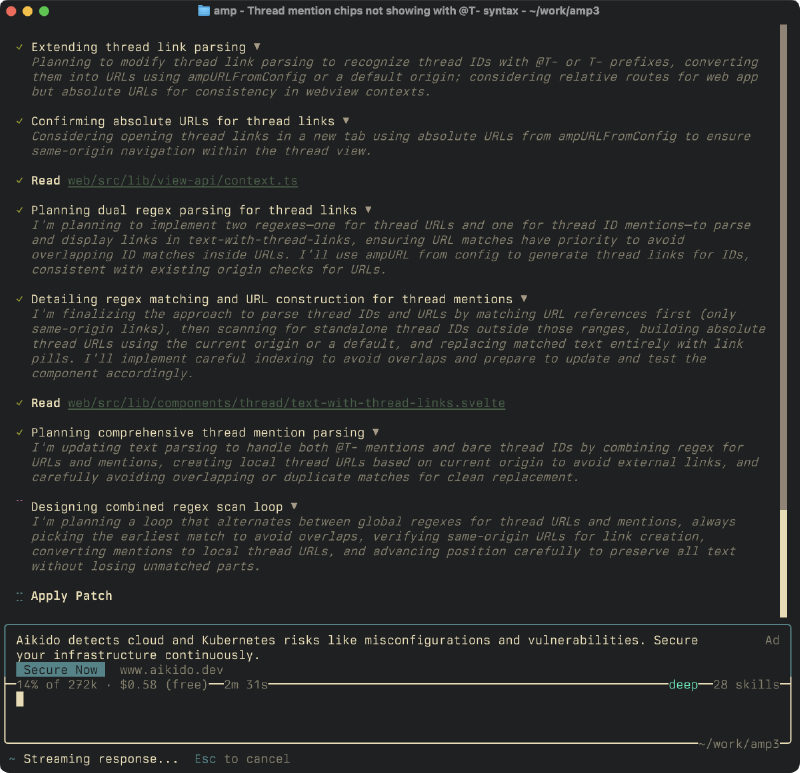 amp - Thread mention chips not showing with @T- syntax - ~/work/amp3
✓ Extending thread link parsing ▼
Planning to modify thread link parsing to recognize thread IDs with @T- or T- prefixes, converting
them into URLs using ampURLFromConfig or a default origin; considering relative routes for web app
but absolute URLs for consistency in webview contexts.
✓ Confirming absolute URLs for thread links ▼
Considering opening thread links in a new tab using absolute URLs from ampURLFromConfig to ensure
same-origin navigation within the thread view.
✓ Read web/src/lib/view-api/context.ts
✓ Planning dual regex parsing for thread links ▼
I'm planning to implement two regexes—one for thread URLs and one for thread ID mentions—to parse
and display links in text-with-thread-links, ensuring URL matches have priority to avoid
overlapping ID matches inside URLs. I'll use ampURL from config to generate thread links for IDs,
consistent with existing origin checks for URLs.
✓ Detailing regex matching and URL construction for thread mentions ▼
I'm finalizing the approach to parse thread IDs and URLs by matching URL references first (only
same-origin links), then scanning for standalone thread IDs outside those ranges, building absolute
thread URLs using the current origin or a default, and replacing matched text entirely with link
pills. I'll implement careful indexing to avoid overlaps and prepare to update and test the
component accordingly.
✓ Read web/src/lib/components/thread/text-with-thread-links.svelte
✓ Planning comprehensive thread mention parsing ▼
I'm updating text parsing to handle both @T- mentions and bare thread IDs by combining regex for
URLs and mentions, creating local thread URLs based on current origin to avoid external links, and
carefully avoiding overlapping or duplicate matches for clean replacement.
Designing combined regex scan loop ▼
I'm planning a loop that alternates between global regexes for thread URLs and mentions, always
picking the earliest match to avoid overlaps, verifying same-origin URLs for link creation,
converting mentions to local thread URLs, and advancing position carefully to preserve all text
without losing unmatched parts.
Apply Patch
Aikido detects cloud and Kubernetes risks like misconfigurations and vulnerabilities. Secure Ad
your infrastructure continuously.
Secure Now www.aikido.dev
14% of 272k · $0.58 (free) 2m 31s deep 28 skills
~/work/amp3
~ Streaming response... Esc to cancel